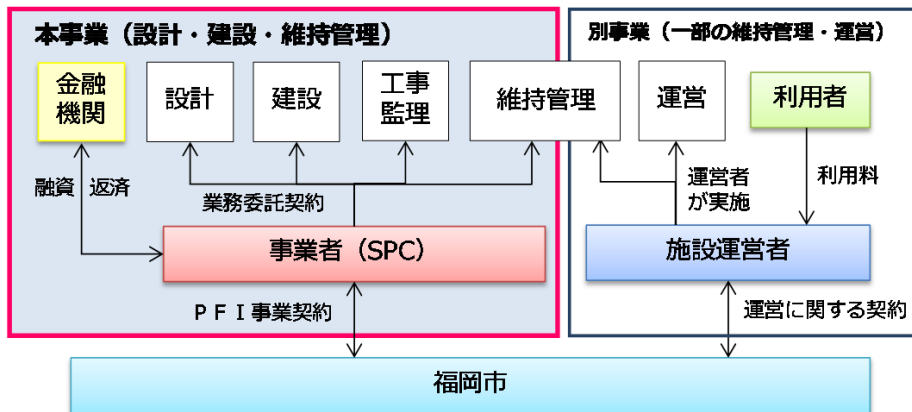 本事業（設計・建設・維持管理）
別事業（一部の維持管理・運営）
金融
機関
設計
建設
工事
監理
維持管理
運営
利用者
融資
返済
業務委託契約
運営者
が実施
利用料
事業者（SPC）
施設運営者
ＰＦＩ事業契約
運営に関する契約
福岡市